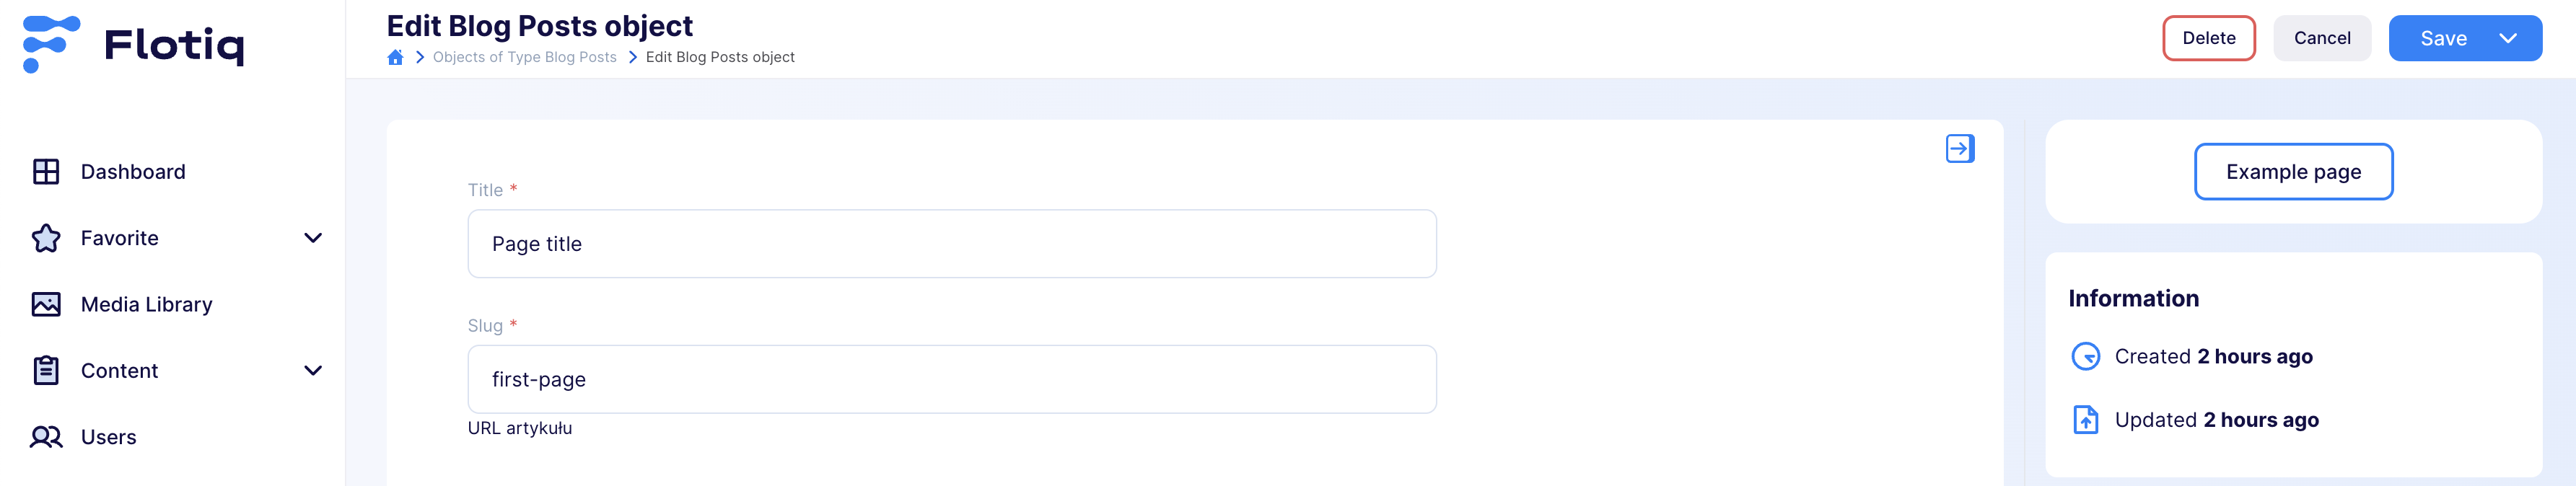 Flotiq
Dashboard
Favorite
Media Library
Content
Users
Edit Blog Posts object
Objects of Type Blog Posts Edit Blog Posts object
Delete Cancel Save
Title *
Page title
Slug *
first-page
URL artykułu
Example page
Information
Created 2 hours ago
Updated 2 hours ago